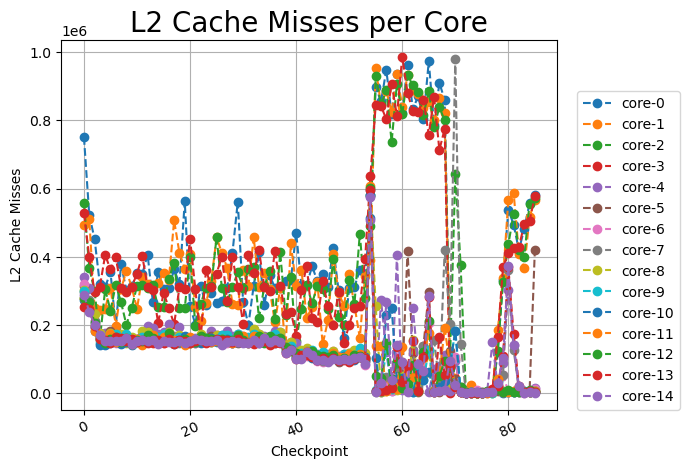 L2 Cache Misses per Core
1e6
1.0
0.8
0.6
0.4
0.2
0.0
L2 Cache Misses
0
20
40
60
80
Checkpoint
core-0
core-1
core-2
core-3
core-4
core-5
core-6
core-7
core-8
core-9
core-10
core-11
core-12
core-13
core-14